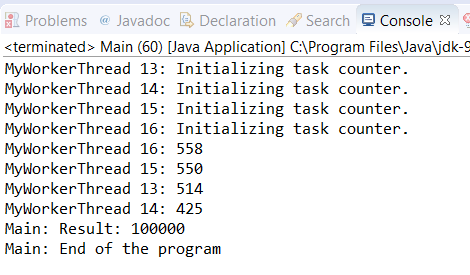 Problems @ Javadoc Declaration Search Console
<terminated> Main (60) [Java Application] C:\Program Files\Java\jdk-9
MyWorkerThread 13: Initializing task counter.
MyWorkerThread 14: Initializing task counter.
MyWorkerThread 15: Initializing task counter.
MyWorkerThread 16: Initializing task counter.
MyWorkerThread 16: 558
MyWorkerThread 15: 550
MyWorkerThread 13: 514
MyWorkerThread 14: 425
Main: Result: 100000
Main: End of the program